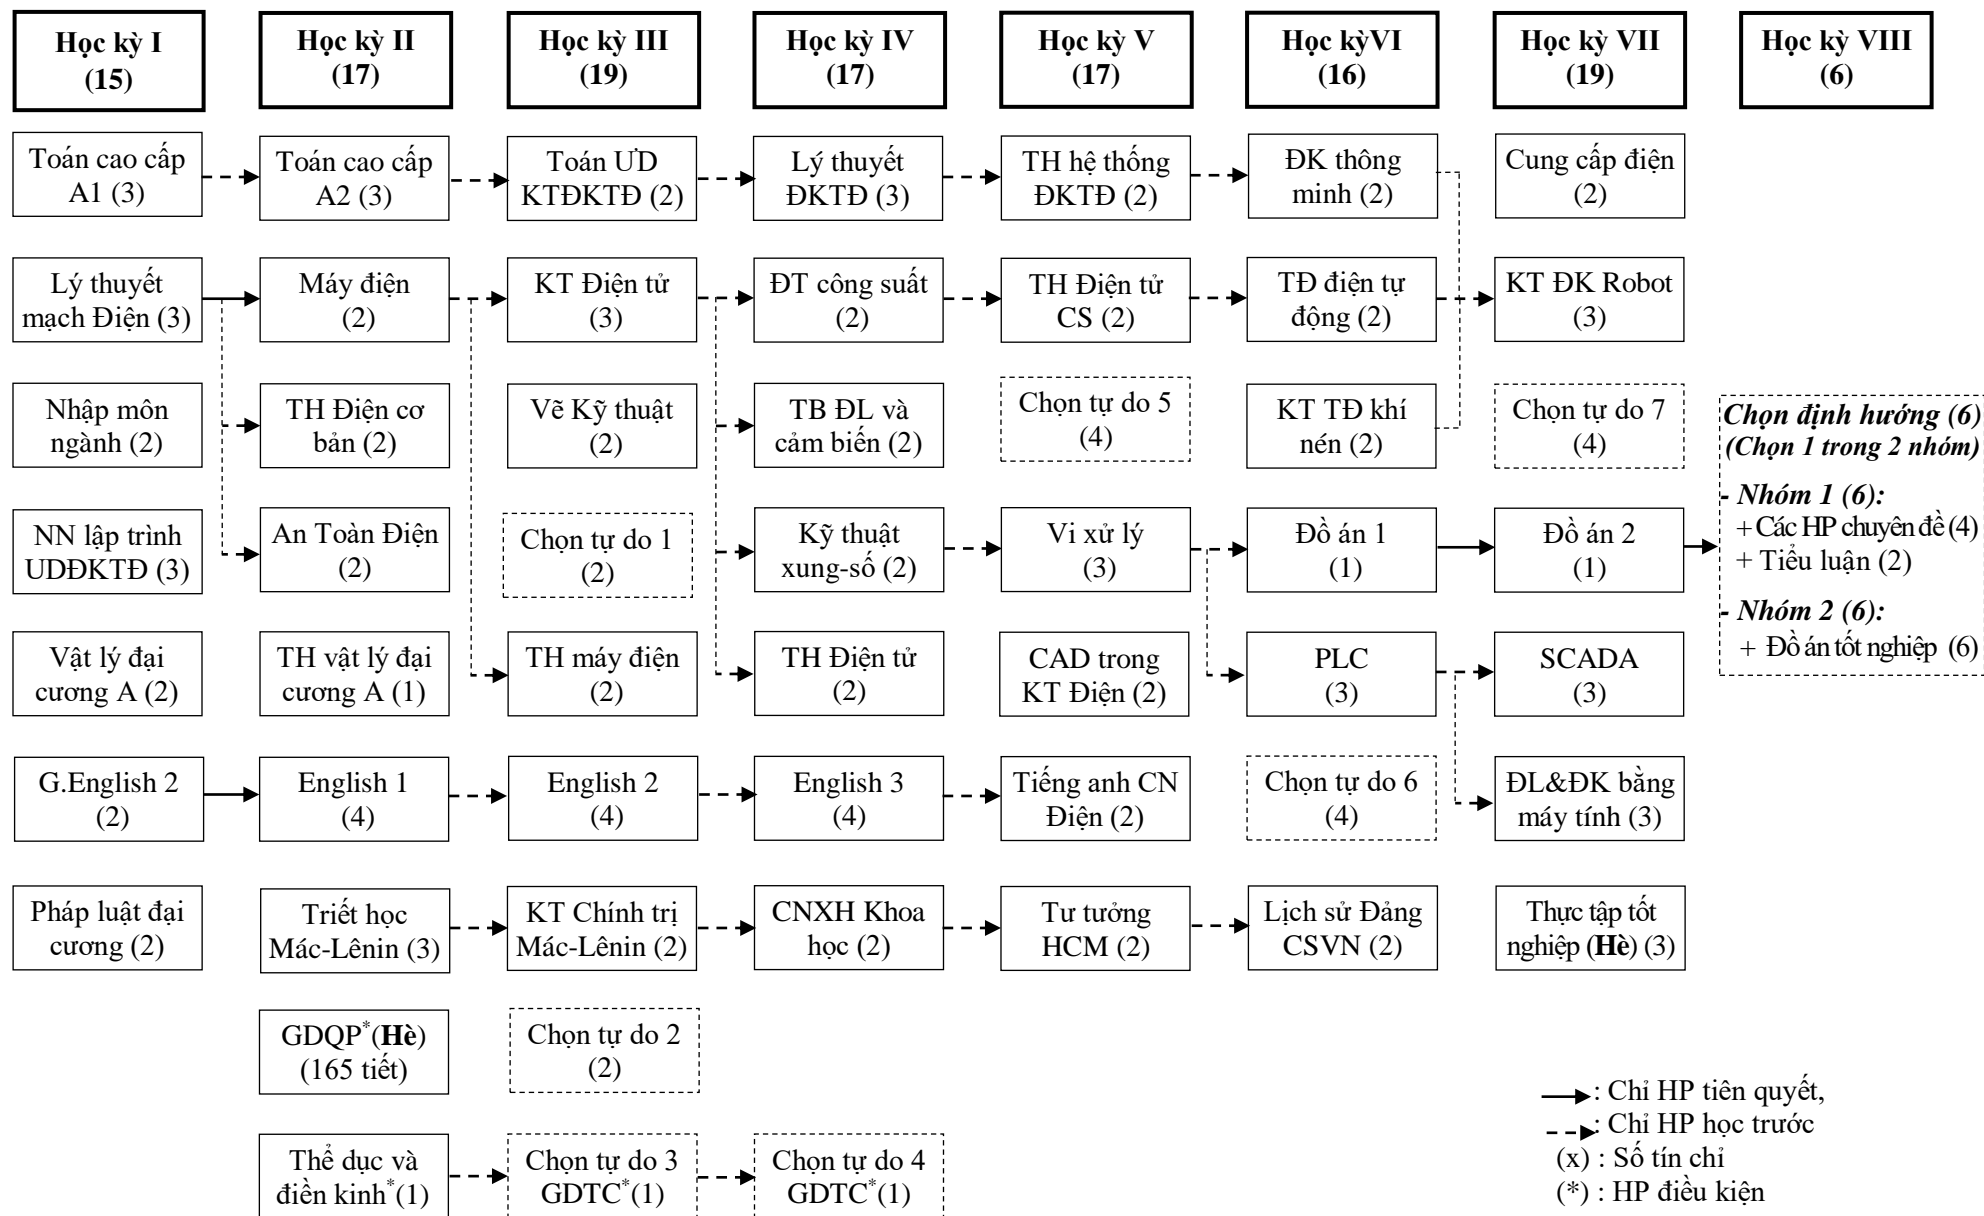 Học kỳ I
(15)
Học kỳ II
(17)
Học kỳ III
(19)
Học kỳ IV
(17)
Học kỳ V
(17)
Học kỳVI
(16)
Học kỳ VII
(19)
Học kỳ VIII
(6)
Toán cao cấp
A1 (3)
Toán cao cấp
A2 (3)
Toán ƯD
KTĐKTĐ (2)
Lý thuyết
ĐKTĐ (3)
TH hệ thống
ĐKTĐ (2)
ĐK thông
minh (2)
Cung cấp điện
(2)
Lý thuyết
mạch Điện (3)
Máy điện
(2)
KT Điện tử
(3)
ĐT công suất
(2)
TH Điện tử
CS (2)
TĐ điện tự
động (2)
KT ĐK Robot
(3)
Nhập môn
ngành (2)
TH Điện cơ
bản (2)
Vẽ Kỹ thuật
(2)
TB ĐL và
cảm biến (2)
Chọn tự do 5
(4)
KT TĐ khí
nén (2)
Chọn tự do 7
(4)
Chọn định hướng (6)
(Chọn 1 trong 2 nhóm)
- Nhóm 1 (6):
+ Các HP chuyên đề (4)
+ Tiểu luận (2)
- Nhóm 2 (6):
+ Đồ án tốt nghiệp (6)
NN lập trình
UDĐKTĐ (3)
An Toàn Điện
(2)
Chọn tự do 1
(2)
Kỹ thuật
xung-số (2)
Vi xử lý
(3)
Đồ án 1
(1)
Đồ án 2
(1)
Vật lý đại
cương A (2)
TH vật lý đại
cương A (1)
TH máy điện
(2)
TH Điện tử
(2)
CAD trong
KT Điện (2)
PLC
(3)
SCADA
(3)
G.English 2
(2)
English 1
(4)
English 2
(4)
English 3
(4)
Tiếng anh CN
Điện (2)
Chọn tự do 6
(4)
ĐL&ĐK bằng
máy tính (3)
Pháp luật đại
cương (2)
Triết học
Mác-Lênin (3)
KT Chính trị
Mác-Lênin (2)
CNXH Khoa
học (2)
Tư tưởng
HCM (2)
Lịch sử Đảng
CSVN (2)
Thực tập tốt
nghiệp (Hè) (3)
GDQP*(Hè)
(165 tiết)
Chọn tự do 2
(2)
Thể dục và
điền kinh*(1)
Chọn tự do 3
GDTC*(1)
Chọn tự do 4
GDTC*(1)
: Chỉ HP tiên quyết,
: Chỉ HP học trước
(x) : Số tín chỉ
(*) : HP điều kiện